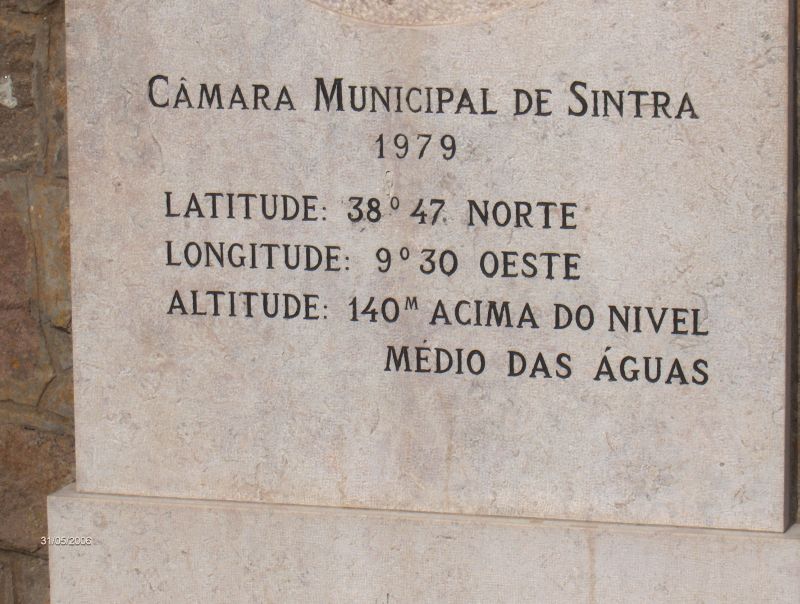 CÂMARA MUNICIPAL DE SINTRA
1979
LATITUDE: 38º 47 NORTE
LONGITUDE: 9º 30 OESTE
ALTITUDE: 140ᴹ ACIMA DO NIVEL
MÉDIO DAS ÁGUAS
31/05/2006